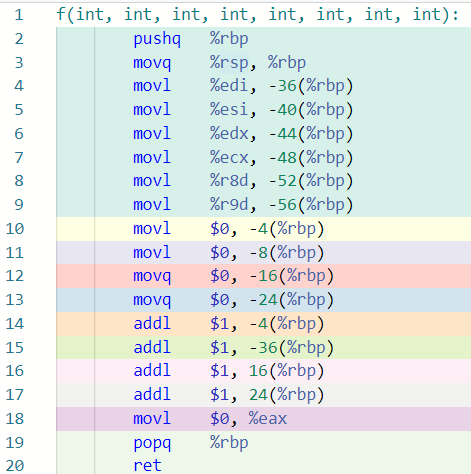 1 f(int, int, int, int, int, int, int, int):
2 pushq %rbp
3 movq %rsp, %rbp
4 movl %edi, -36(%rbp)
5 movl %esi, -40(%rbp)
6 movl %edx, -44(%rbp)
7 movl %ecx, -48(%rbp)
8 movl %r8d, -52(%rbp)
9 movl %r9d, -56(%rbp)
10 movl $0, -4(%rbp)
11 movl $0, -8(%rbp)
12 movq $0, -16(%rbp)
13 movq $0, -24(%rbp)
14 addl $1, -4(%rbp)
15 addl $1, -36(%rbp)
16 addl $1, 16(%rbp)
17 addl $1, 24(%rbp)
18 movl $0, %eax
19 popq %rbp
20 ret